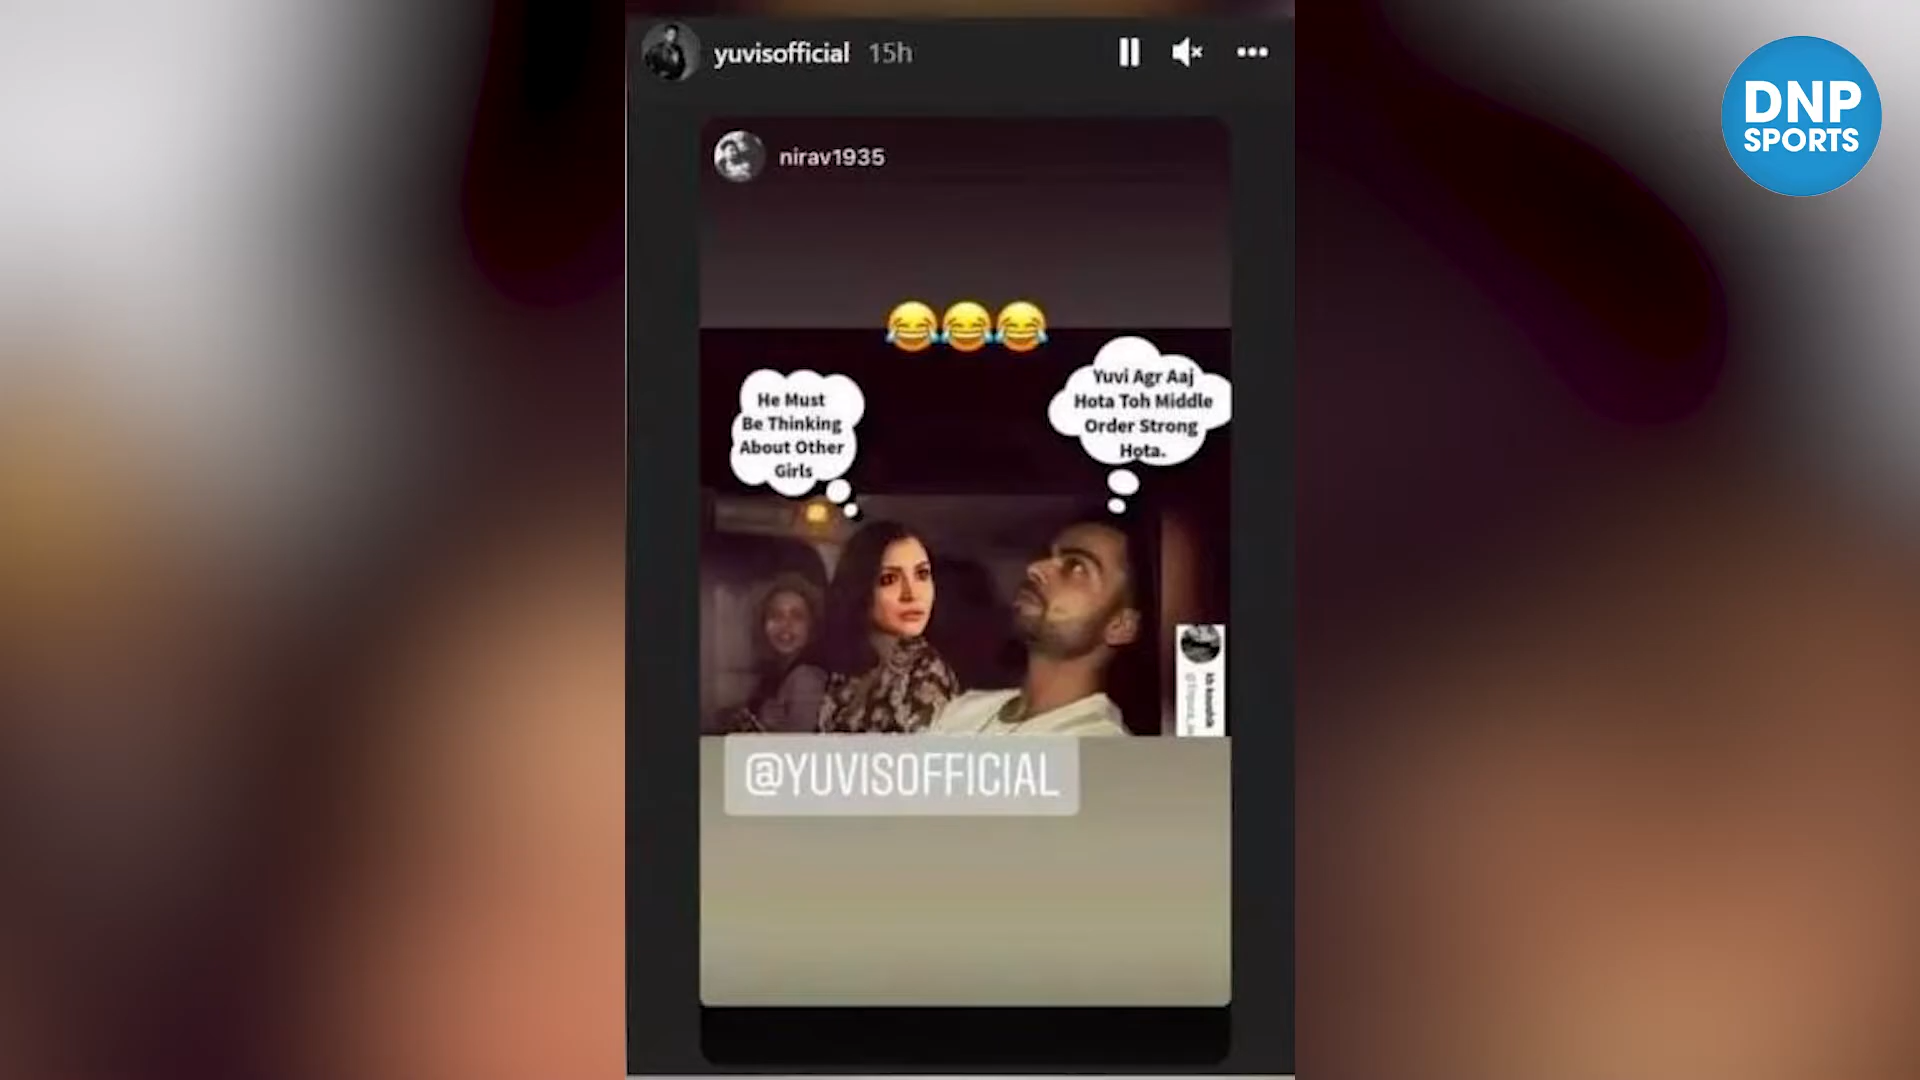 yuvisofficial 15h
DNP
SPORTS
nirav1935
He Must
Be Thinking
About Other
Girls
Yuvi Agr Aaj
Hota Toh Middle
Order Strong
Hota.
@YUVISOFFICIAL